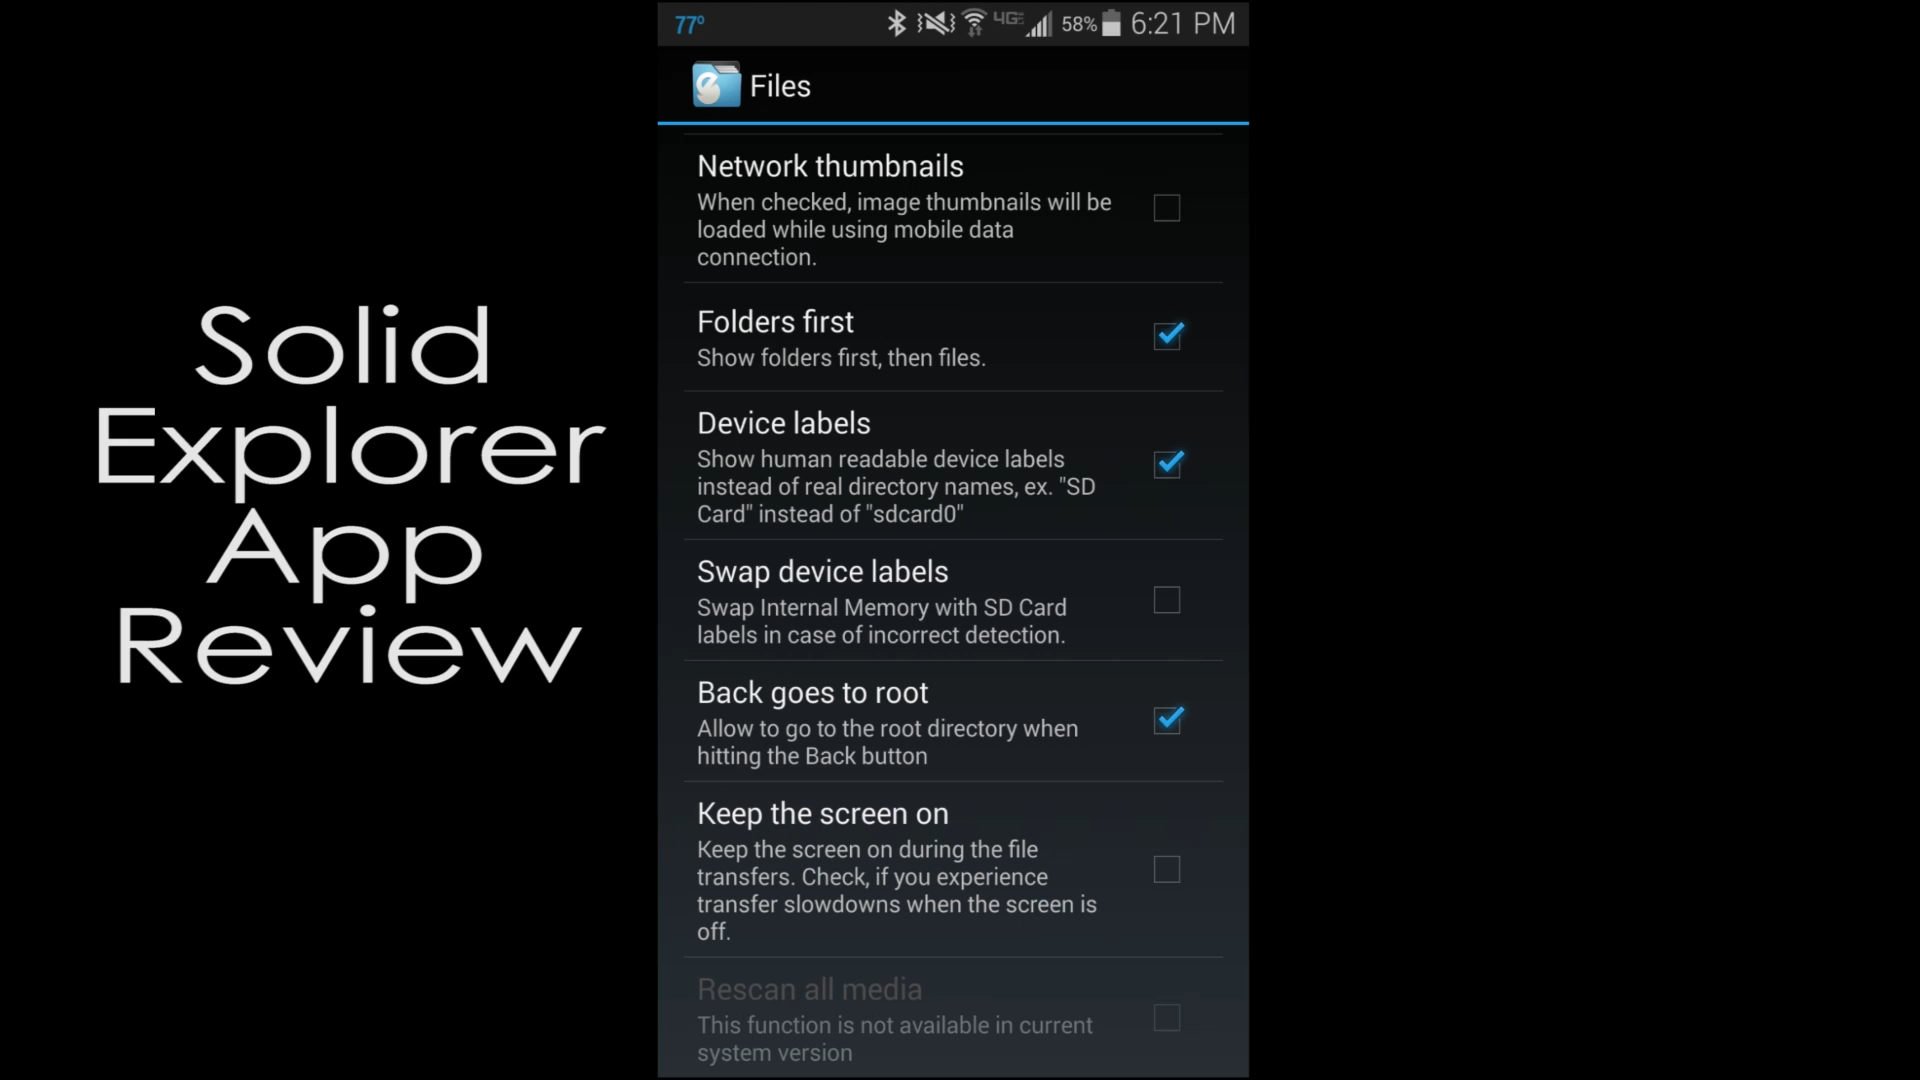 77°
4G
58%
6:21 PM
Files
Network thumbnails
When checked, image thumbnails will be
loaded while using mobile data
connection.
Folders first
Show folders first, then files.
Device labels
Show human readable device labels
instead of real directory names, ex. "SD
Card" instead of "sdcard0"
Swap device labels
Swap Internal Memory with SD Card
labels in case of incorrect detection.
Back goes to root
Allow to go to the root directory when
hitting the Back button
Keep the screen on
Keep the screen on during the file
transfers. Check, if you experience
transfer slowdowns when the screen is
off.
Rescan all media
This function is not available in current
system version
Solid
Explorer
App
Review